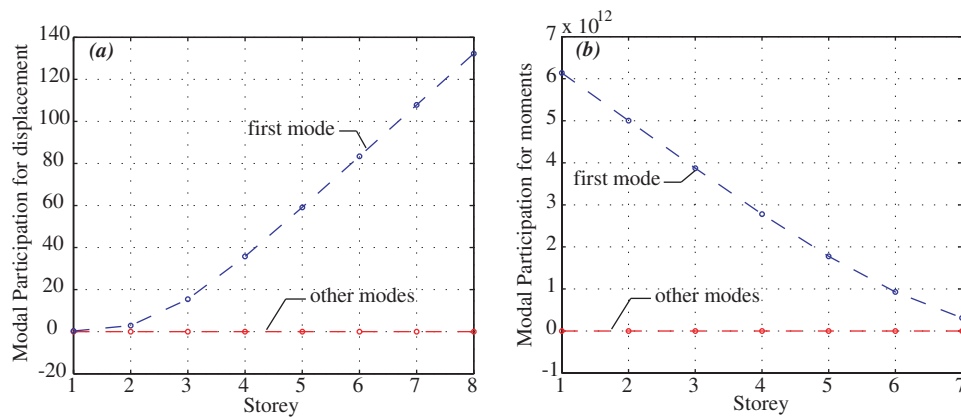 (a)
Modal Participation for displacement
140
120
100
80
60
40
20
0
-20
first mode
other modes
1 2 3 4 5 6 7 8
Storey
7 x 10^12
(b)
Modal Participation for moments
6
5
4
3
2
1
0
-1
first mode
other modes
1 2 3 4 5 6 7
Storey